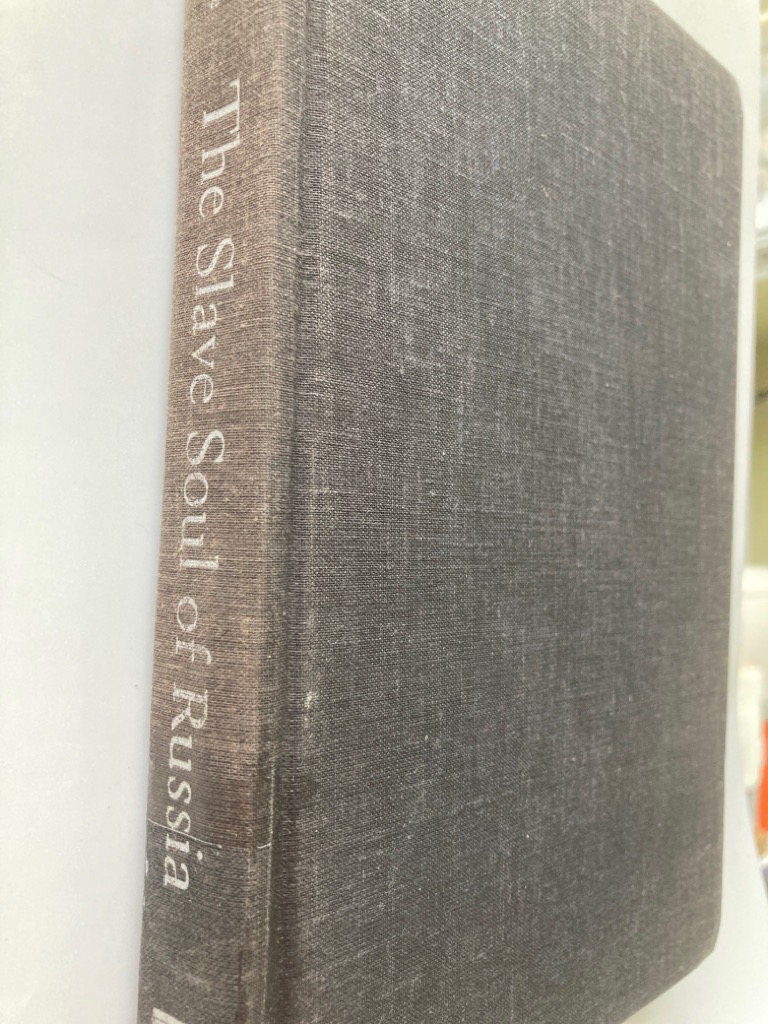 The Slave Soul of Russia